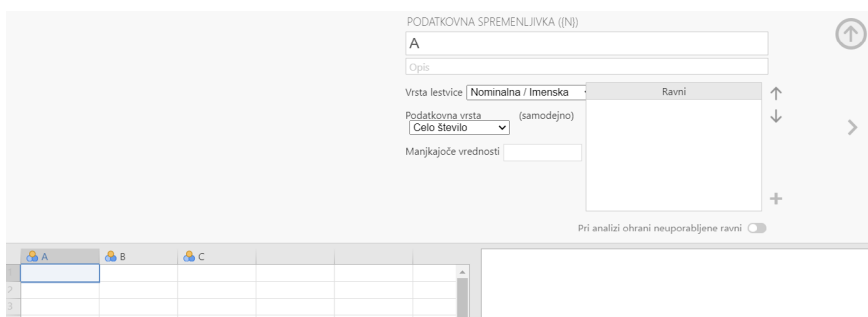 PODATKOVNA SPREMENLJIVKA ({N})
A
Opis
Vrsta lestvice Nominalna / Imenska Ravni
Podatkovna vrsta (samodejno)
Celo število
Manjkajoče vrednosti
Pri analizi ohrani neuporabljene ravni
A B C
1
2
3